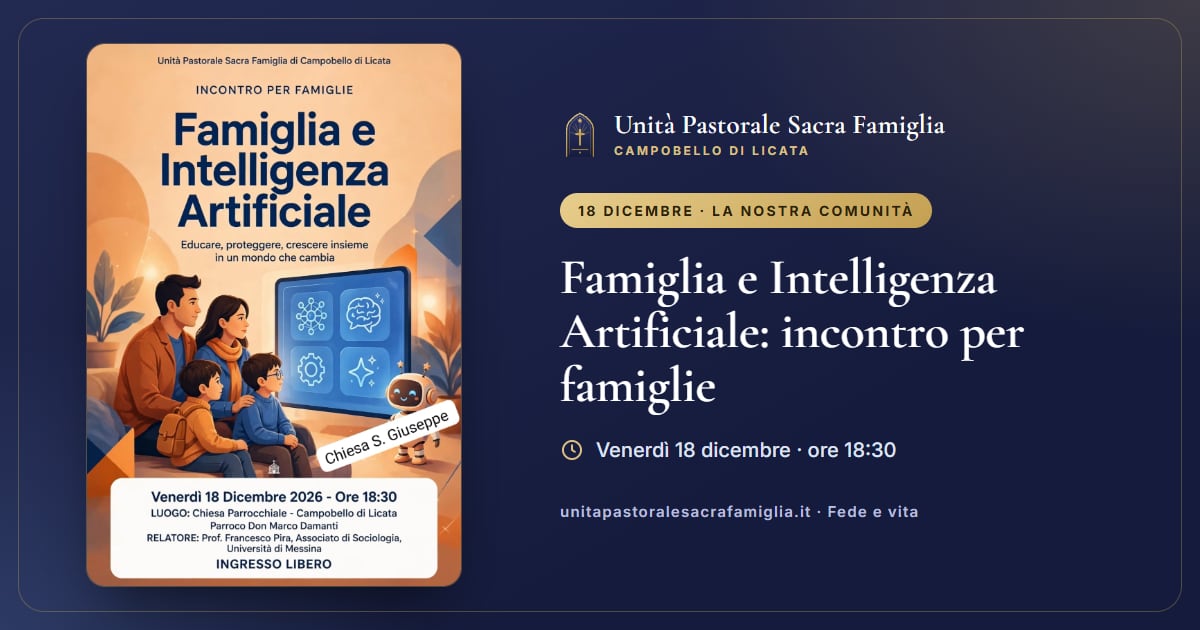 Unità Pastorale Sacra Famiglia di Campobello di Licata
INCONTRO PER FAMIGLIE
Famiglia e
Intelligenza
Artificiale
Educare, proteggere, crescere insieme
in un mondo che cambia
Chiesa S. Giuseppe
Venerdì 18 Dicembre 2026 - Ore 18:30
LUOGO: Chiesa Parrocchiale - Campobello di Licata
Parroco Don Marco Damanti
RELATORE: Prof. Francesco Pira, Associato di Sociologia,
Università di Messina
INGRESSO LIBERO
Unità Pastorale Sacra Famiglia
CAMPOBELLO DI LICATA
18 DICEMBRE · LA NOSTRA COMUNITÀ
Famiglia e Intelligenza
Artificiale: incontro per
famiglie
Venerdì 18 dicembre · ore 18:30
unitapastoralesacrafamiglia.it · Fede e vita